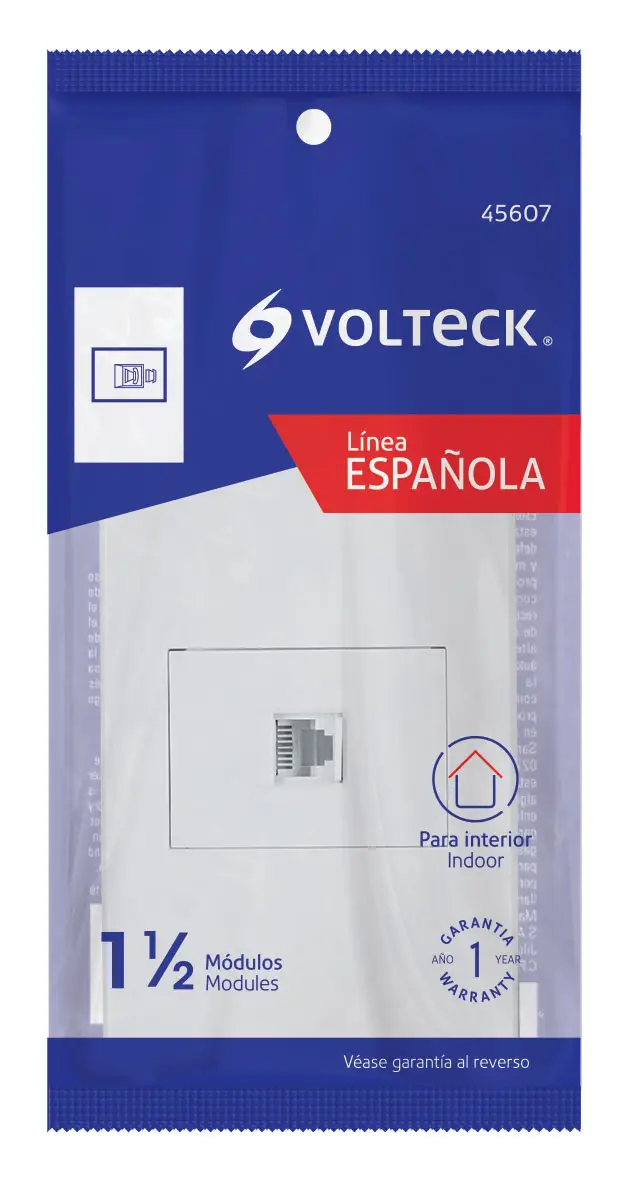 45607
VOLTECK®
Línea
ESPAÑOLA
Para interior
Indoor
1 ½ Módulos
Modules
GARANTIA
AÑO 1 YEAR
WARRANTY
Véase garantía al reverso